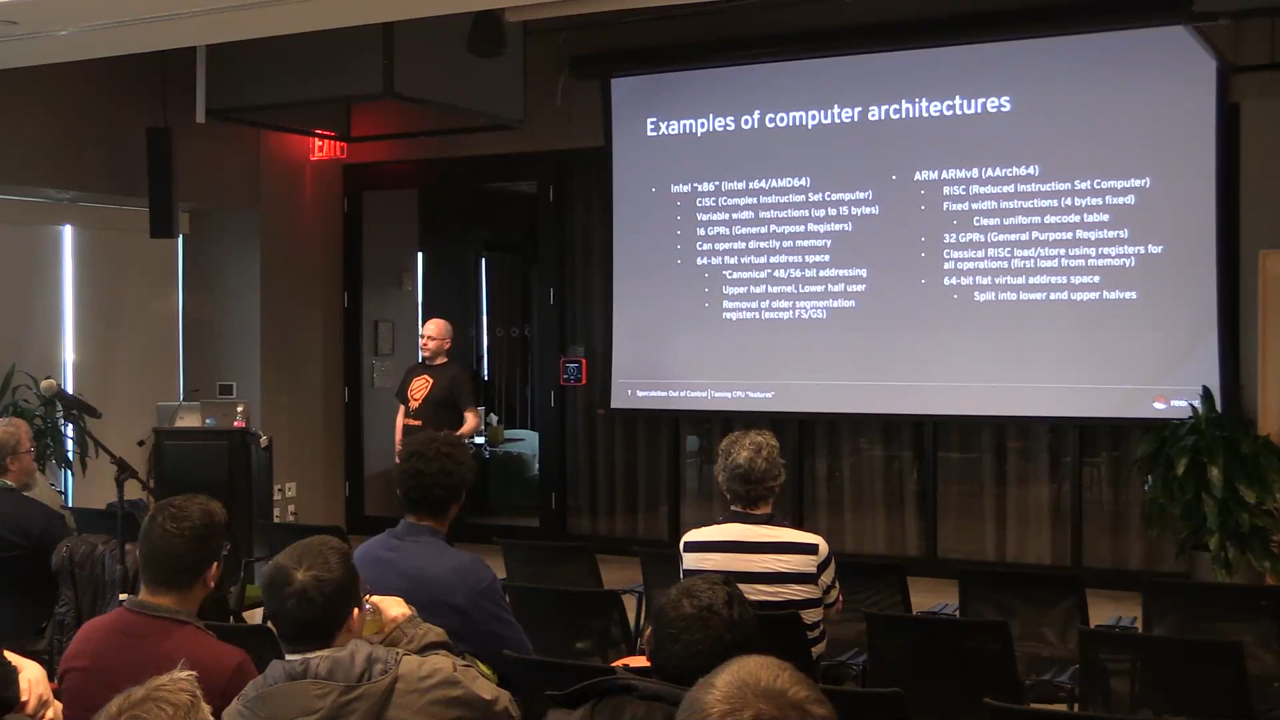 EXIT
Examples of computer architectures
Intel "x86" (Intel x64/AMD64)
CISC (Complex Instruction Set Computer)
Variable width instructions (up to 15 bytes)
16 GPRs (General Purpose Registers)
Can operate directly on memory
64-bit flat virtual address space
"Canonical" 48/56-bit addressing
Upper half kernel, Lower half user
Removal of older segmentation
registers (except FS/GS)
ARM ARMv8 (AArch64)
RISC (Reduced Instruction Set Computer)
Fixed width instructions (4 bytes fixed)
Clean uniform decode table
32 GPRs (General Purpose Registers)
Classical RISC load/store using registers for
all operations (first load from memory)
64-bit flat virtual address space
Split into lower and upper halves
7 Speculation Out of Control | Taming CPU "features"